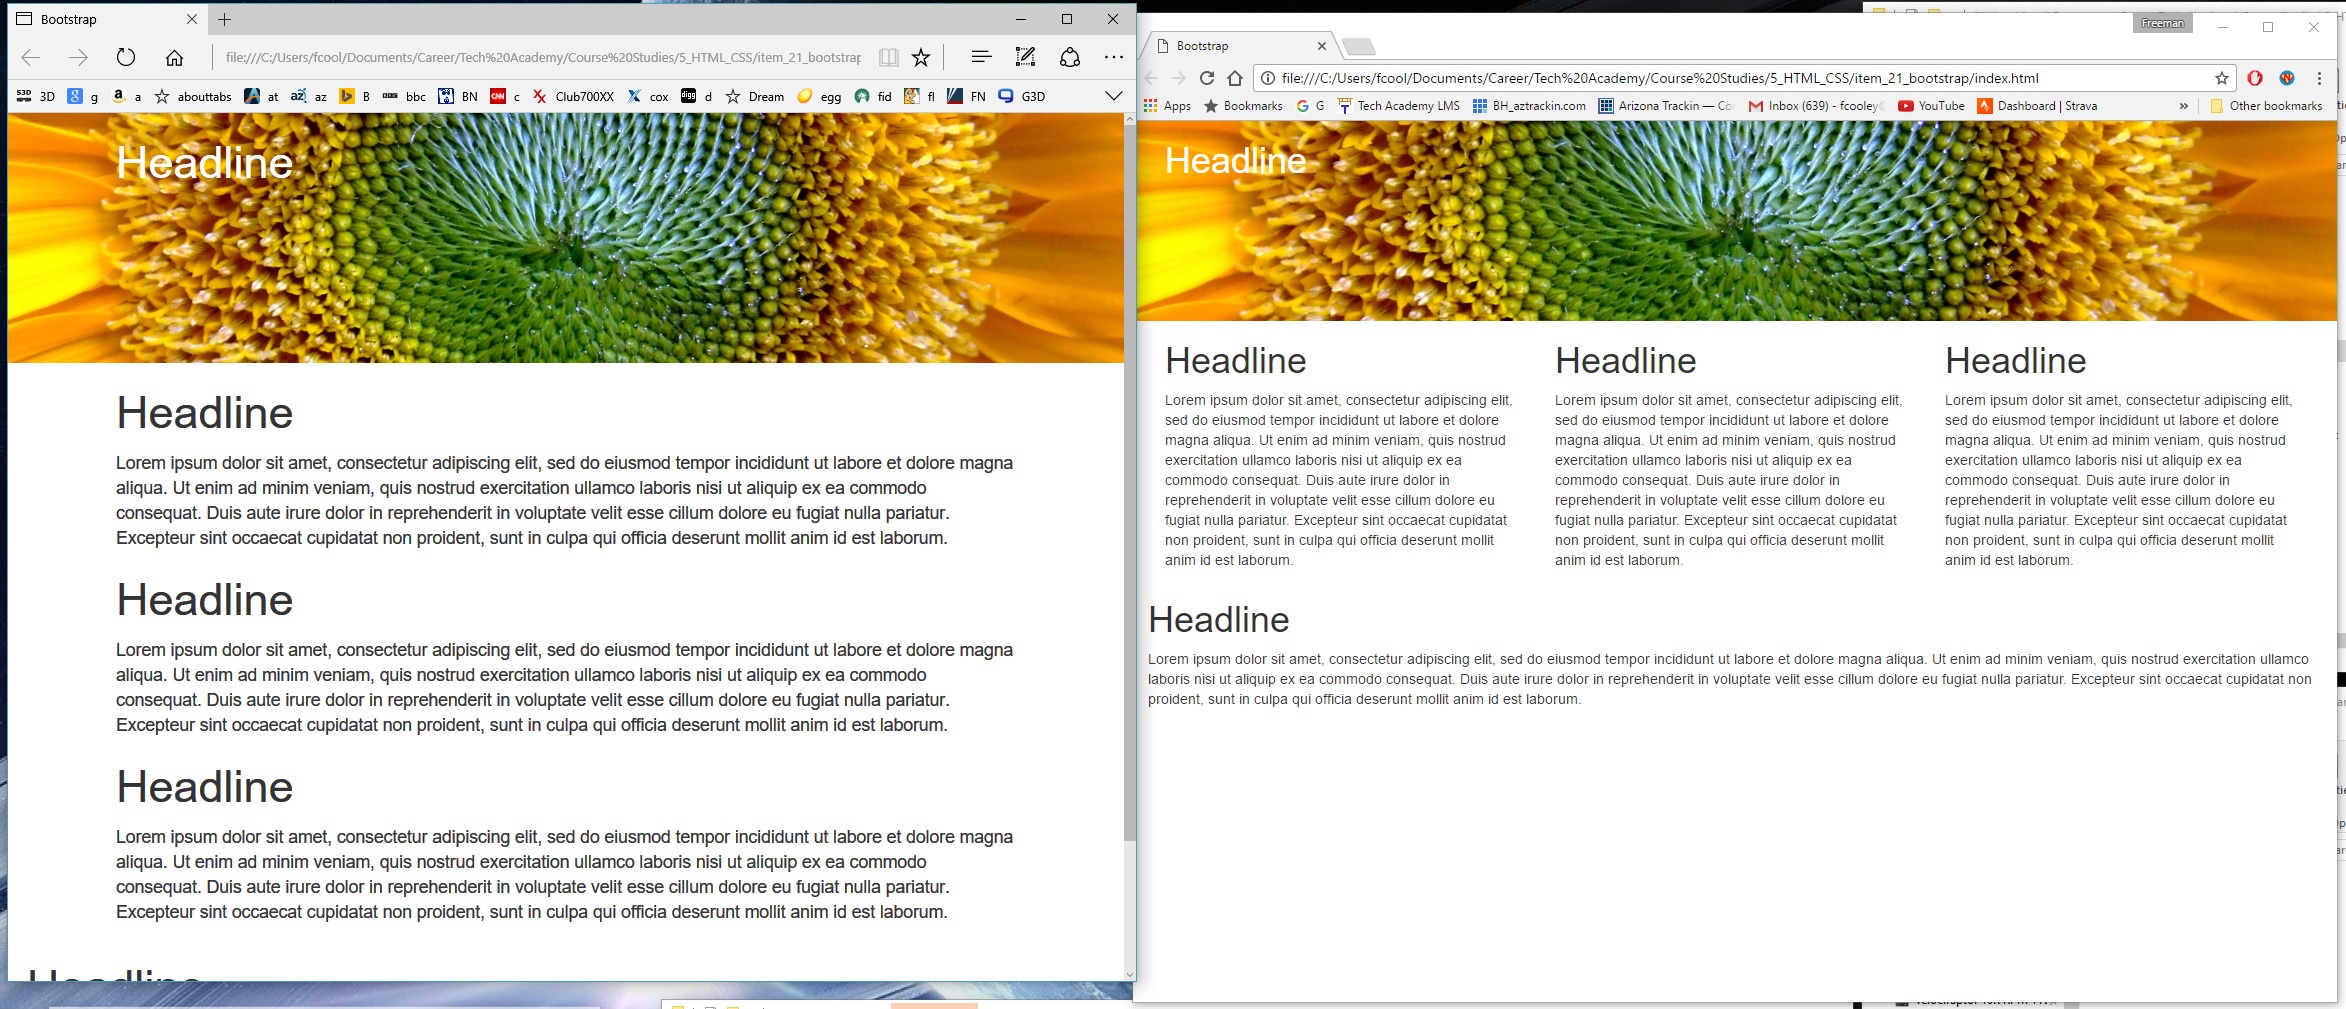 Bootstrap
file:///C:/Users/fcool/Documents/Career/Tech%20Academy/Course%20Studies/5_HTML_CSS/item_21_bootstrap
S3D 3D g a abouttabs at az B bbc BN c Club700XX cox d Dream egg fid fl FN G3D
Headline
Headline
Lorem ipsum dolor sit amet, consectetur adipiscing elit, sed do eiusmod tempor incididunt ut labore et dolore magna
aliqua. Ut enim ad minim veniam, quis nostrud exercitation ullamco laboris nisi ut aliquip ex ea commodo
consequat. Duis aute irure dolor in reprehenderit in voluptate velit esse cillum dolore eu fugiat nulla pariatur.
Excepteur sint occaecat cupidatat non proident, sunt in culpa qui officia deserunt mollit anim id est laborum.
Headline
Lorem ipsum dolor sit amet, consectetur adipiscing elit, sed do eiusmod tempor incididunt ut labore et dolore magna
aliqua. Ut enim ad minim veniam, quis nostrud exercitation ullamco laboris nisi ut aliquip ex ea commodo
consequat. Duis aute irure dolor in reprehenderit in voluptate velit esse cillum dolore eu fugiat nulla pariatur.
Excepteur sint occaecat cupidatat non proident, sunt in culpa qui officia deserunt mollit anim id est laborum.
Headline
Lorem ipsum dolor sit amet, consectetur adipiscing elit, sed do eiusmod tempor incididunt ut labore et dolore magna
aliqua. Ut enim ad minim veniam, quis nostrud exercitation ullamco laboris nisi ut aliquip ex ea commodo
consequat. Duis aute irure dolor in reprehenderit in voluptate velit esse cillum dolore eu fugiat nulla pariatur.
Excepteur sint occaecat cupidatat non proident, sunt in culpa qui officia deserunt mollit anim id est laborum.
Headline
Freeman
Bootstrap
file:///C:/Users/fcool/Documents/Career/Tech%20Academy/Course%20Studies/5_HTML_CSS/item_21_bootstrap/index.html
Apps Bookmarks G Tech Academy LMS BH_aztrackin.com Arizona Trackin — Co Inbox (639) - fcooley YouTube Dashboard | Strava » Other bookmarks
Headline
Headline
Lorem ipsum dolor sit amet, consectetur adipiscing elit,
sed do eiusmod tempor incididunt ut labore et dolore
magna aliqua. Ut enim ad minim veniam, quis nostrud
exercitation ullamco laboris nisi ut aliquip ex ea
commodo consequat. Duis aute irure dolor in
reprehenderit in voluptate velit esse cillum dolore eu
fugiat nulla pariatur. Excepteur sint occaecat cupidatat
non proident, sunt in culpa qui officia deserunt mollit
anim id est laborum.
Headline
Lorem ipsum dolor sit amet, consectetur adipiscing elit,
sed do eiusmod tempor incididunt ut labore et dolore
magna aliqua. Ut enim ad minim veniam, quis nostrud
exercitation ullamco laboris nisi ut aliquip ex ea
commodo consequat. Duis aute irure dolor in
reprehenderit in voluptate velit esse cillum dolore eu
fugiat nulla pariatur. Excepteur sint occaecat cupidatat
non proident, sunt in culpa qui officia deserunt mollit
anim id est laborum.
Headline
Lorem ipsum dolor sit amet, consectetur adipiscing elit,
sed do eiusmod tempor incididunt ut labore et dolore
magna aliqua. Ut enim ad minim veniam, quis nostrud
exercitation ullamco laboris nisi ut aliquip ex ea
commodo consequat. Duis aute irure dolor in
reprehenderit in voluptate velit esse cillum dolore eu
fugiat nulla pariatur. Excepteur sint occaecat cupidatat
non proident, sunt in culpa qui officia deserunt mollit
anim id est laborum.
Headline
Lorem ipsum dolor sit amet, consectetur adipiscing elit, sed do eiusmod tempor incididunt ut labore et dolore magna aliqua. Ut enim ad minim veniam, quis nostrud exercitation ullamco
laboris nisi ut aliquip ex ea commodo consequat. Duis aute irure dolor in reprehenderit in voluptate velit esse cillum dolore eu fugiat nulla pariatur. Excepteur sint occaecat cupidatat non
proident, sunt in culpa qui officia deserunt mollit anim id est laborum.